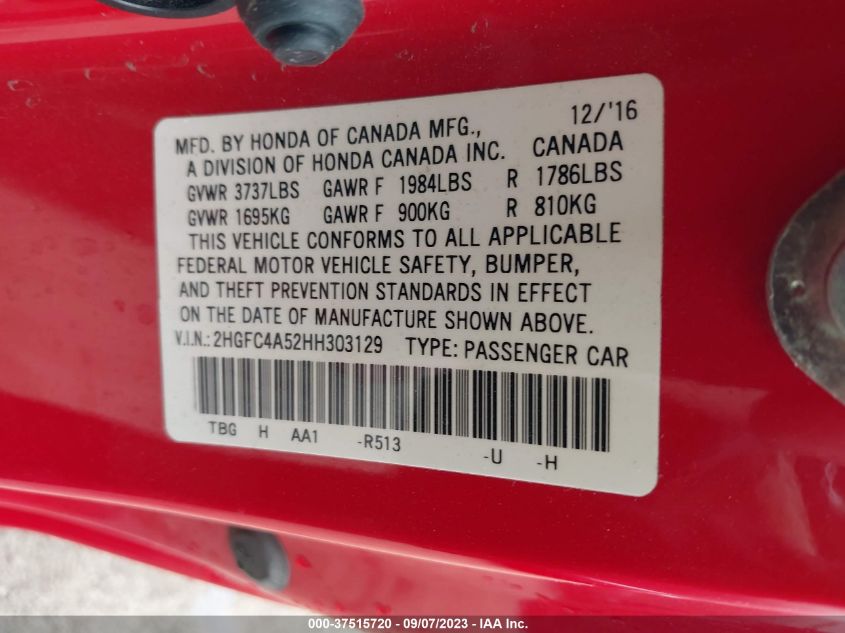 12/'16
MFD. BY HONDA OF CANADA MFG.,
A DIVISION OF HONDA CANADA INC. CANADA
GVWR 3737LBS GAWR F 1984LBS R 1786LBS
GVWR 1695KG GAWR F 900KG R 810KG
THIS VEHICLE CONFORMS TO ALL APPLICABLE
FEDERAL MOTOR VEHICLE SAFETY, BUMPER,
AND THEFT PREVENTION STANDARDS IN EFFECT
ON THE DATE OF MANUFACTURE SHOWN ABOVE.
V.I.N.: 2HGFC4A52HH303129 TYPE: PASSENGER CAR
TBG H AA1 -R513 -U -H
000-37515720 - 09/07/2023 - IAA Inc.